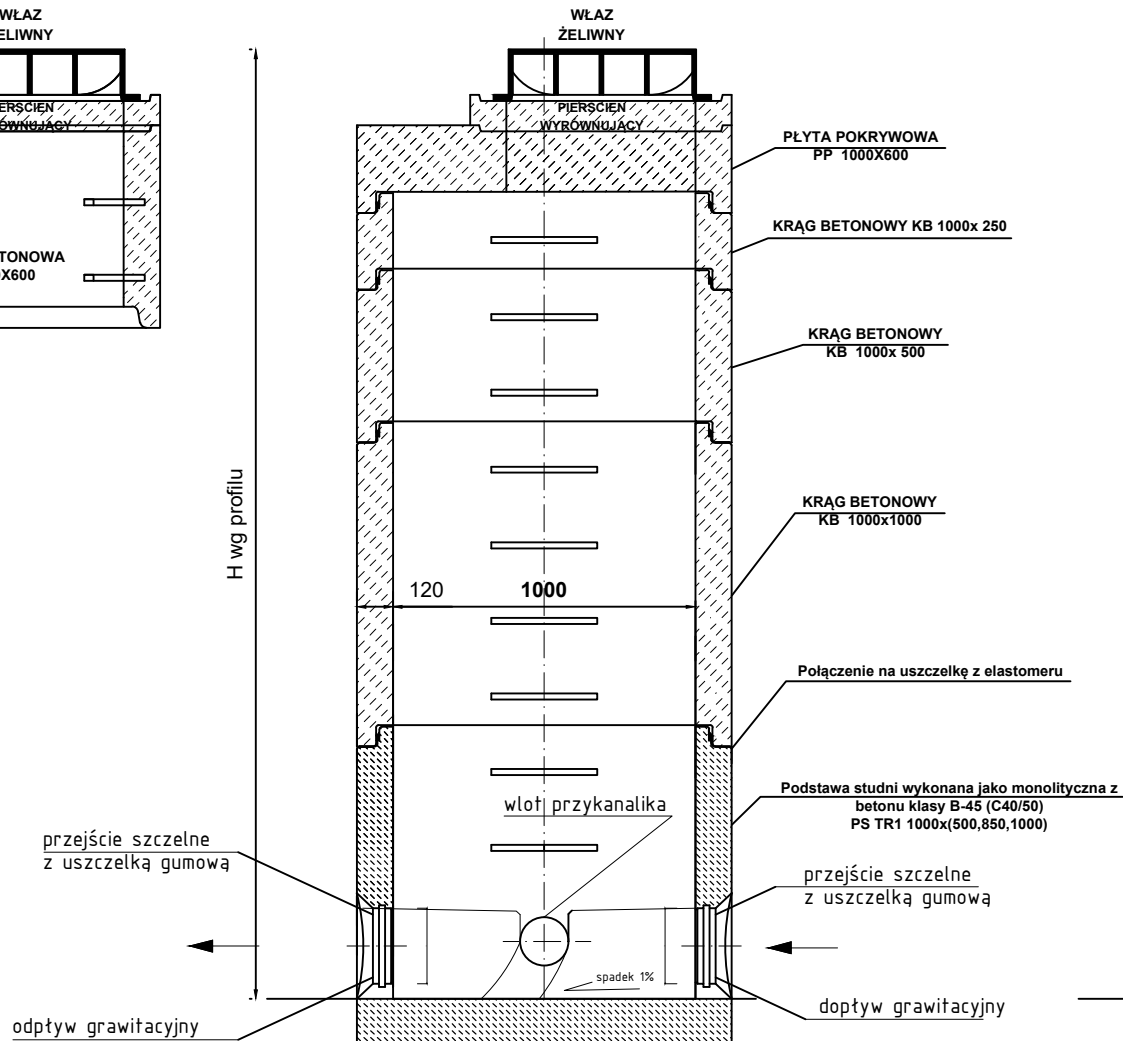 WŁAZ
WŁAZ
ŻELIWNY
PIERŚCIEŃ
WYRÓWNUJĄCY
PŁYTA POKRYWOWA
PP 1000X600
KRĄG BETONOWY KB 1000x 250
KRĄG BETONOWY
KB 1000x 500
H wg profilu
KRĄG BETONOWY
KB 1000x1000
120
1000
Połączenie na uszczelkę z elastomeru
Podstawa studni wykonana jako monolityczna z
betonu klasy B-45 (C40/50)
PS TR1 1000x(500,850,1000)
wlot przykanalika
przejście szczelne
z uszczelką gumową
przejście szczelne
z uszczelką gumową
spadek 1%
odpływ grawitacyjny
dopływ grawitacyjny